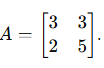 A = [3 3
2 5].